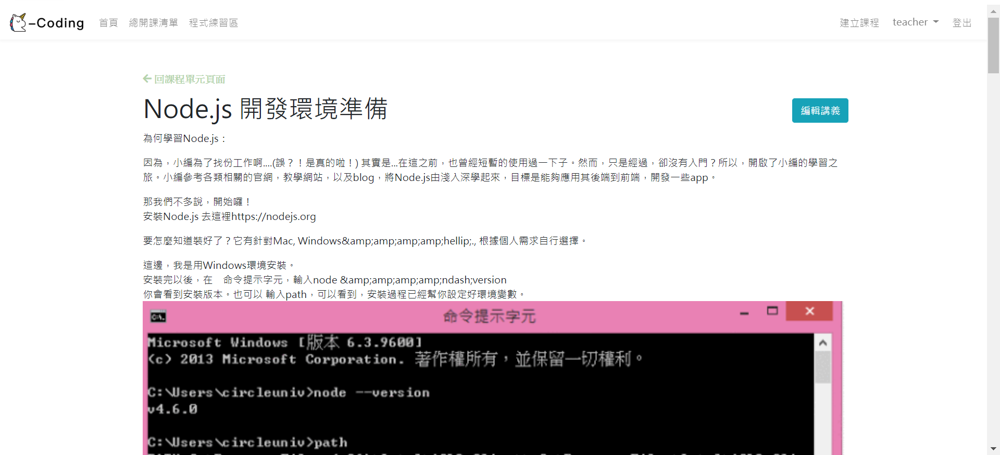 -Coding 首頁 總開課清單 程式練習區 建立課程 teacher 登出
回課程單元頁面
Node.js 開發環境準備
編輯講義
為何學習Node.js：
因為，小編為了找份工作啊....(誤？！是真的啦！) 其實是...在這之前，也曾經短暫的使用過一下子。然而，只是經過，卻沒有入門？所以，開啟了小編的學習之
旅。小編參考各類相關的官網，教學網站，以及blog，將Node.js由淺入深學起來，目標是能夠應用其後端到前端，開發一些app。
那我們不多說，開始囉！
安裝Node.js 去這裡https://nodejs.org
要怎麼知道裝好了？它有針對Mac, Windows&amp;amp;amp;amp;hellip;., 根據個人需求自行選擇。
這邊，我是用Windows環境安裝。
安裝完以後，在　命令提示字元，輸入node &amp;amp;amp;amp;ndash;version
你會看到安裝版本。也可以 輸入path，可以看到，安裝過程已經幫你設定好環境變數。
命令提示字元
Microsoft Windows [版本 6.3.9600]
(c) 2013 Microsoft Corporation. 著作權所有，並保留一切權利。
C:\Users\circleuniv>node --version
v4.6.0
C:\Users\circleuniv>path